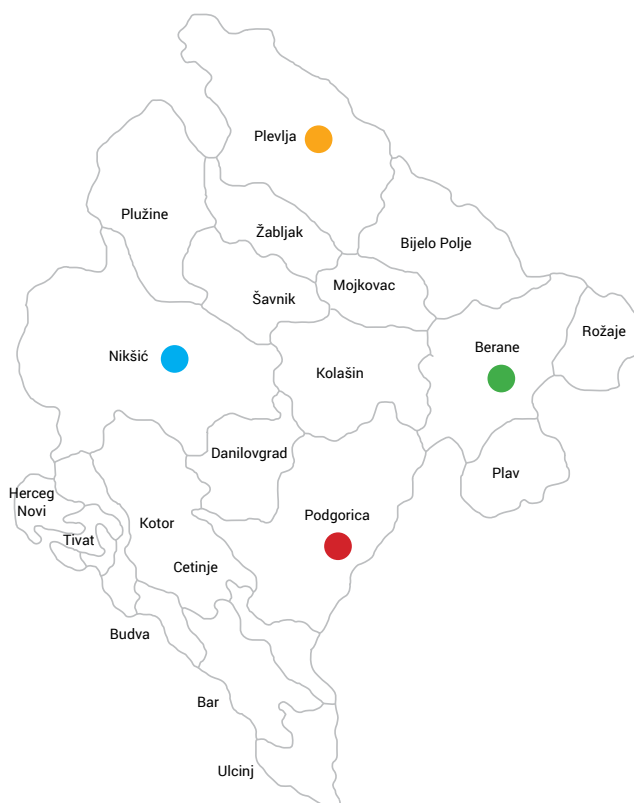 Plevlja
Plužine
Žabljak
Bijelo Polje
Šavnik
Mojkovac
Rožaje
Nikšić
Berane
Kolašin
Danilovgrad
Plav
Herceg
Novi
Podgorica
Kotor
Tivat
Cetinje
Budva
Bar
Ulcinj